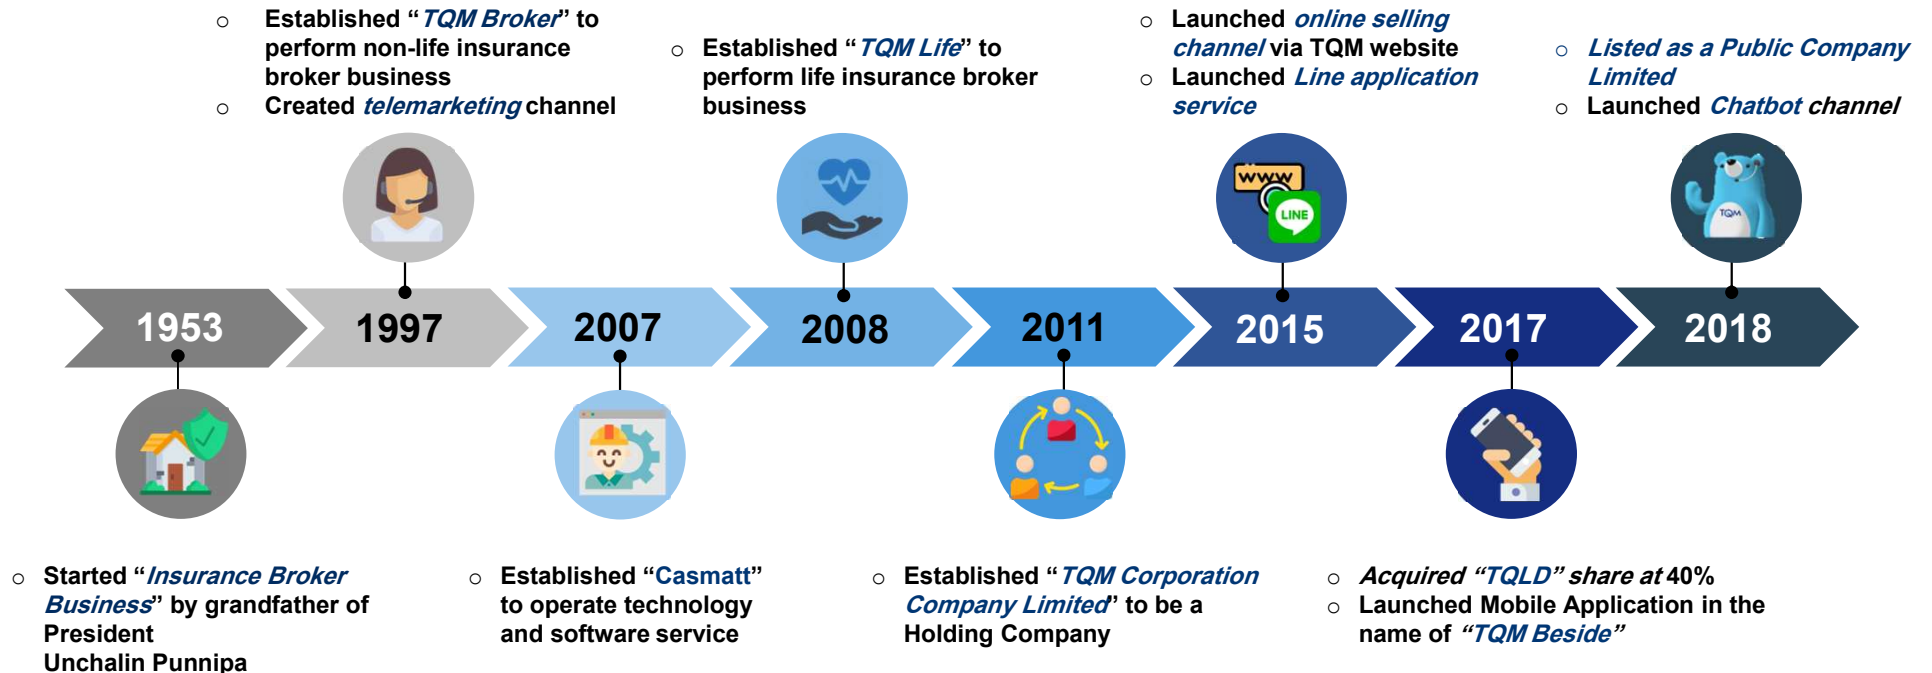 ○ Established “TQM Broker” to
perform non-life insurance
broker business
○ Created telemarketing channel
○ Established “TQM Life” to
perform life insurance broker
business
○ Launched online selling
channel via TQM website
○ Launched Line application
service
○ Listed as a Public Company
Limited
○ Launched Chatbot channel
www
LINE
TQM
1953
1997
2007
2008
2011
2015
2017
2018
○ Started “Insurance Broker
Business” by grandfather of
President
Unchalin Punnipa
○ Established “Casmatt”
to operate technology
and software service
○ Established “TQM Corporation
Company Limited” to be a
Holding Company
○ Acquired “TQLD” share at 40%
○ Launched Mobile Application in the
name of “TQM Beside”